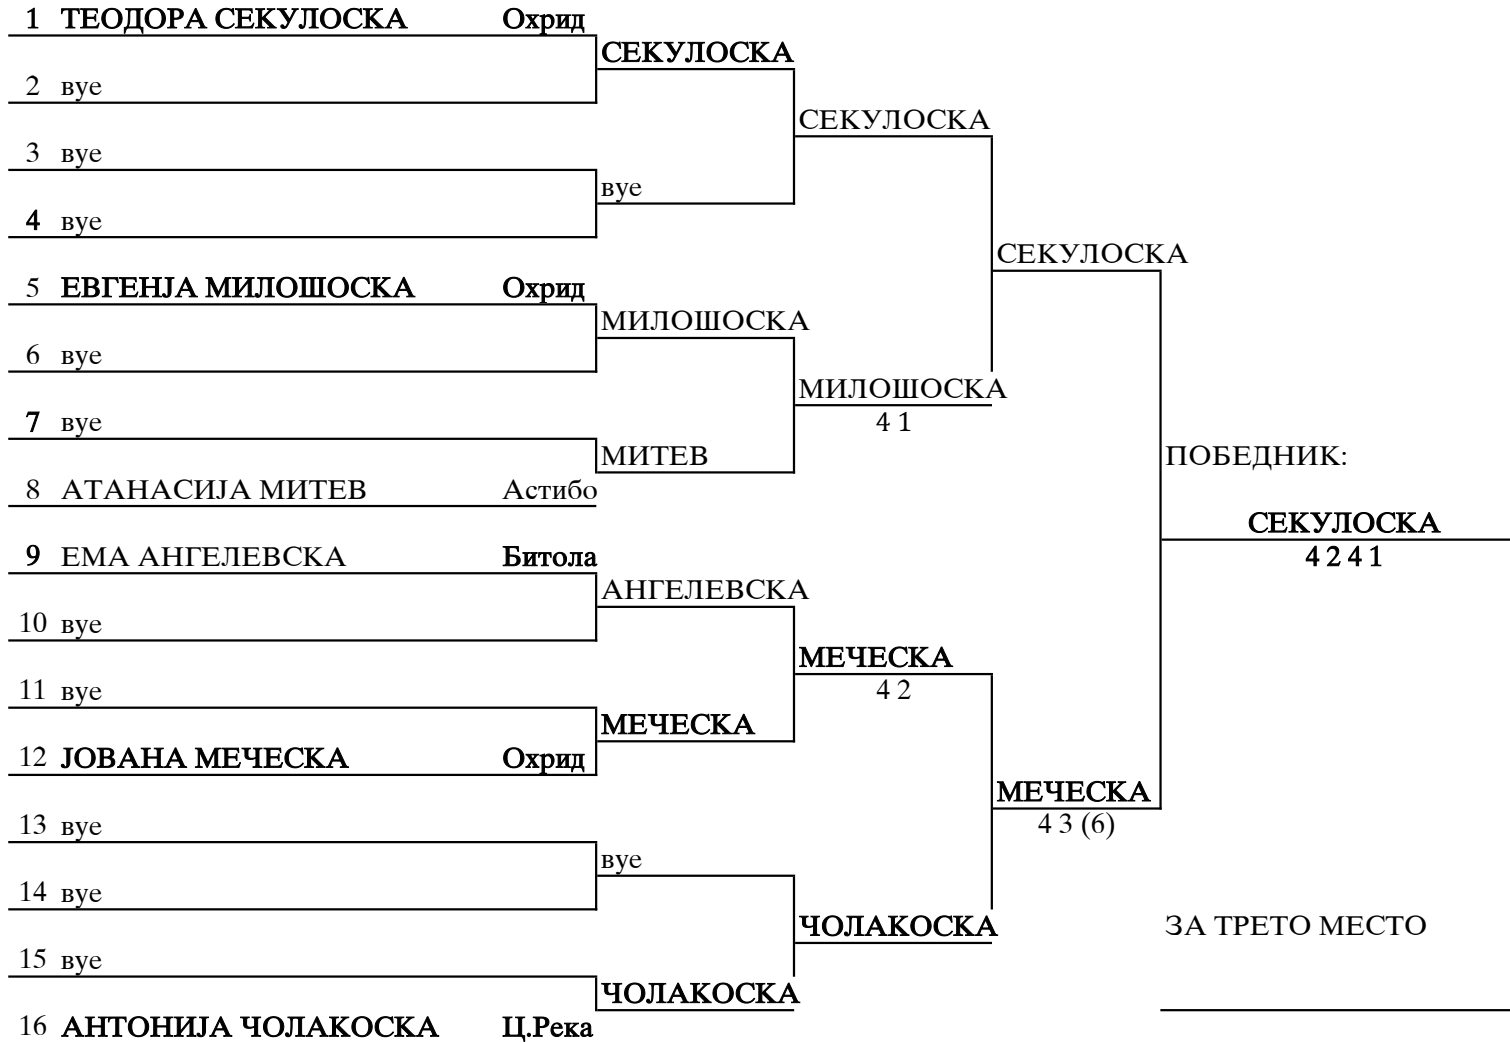 1 ТЕОДОРА СЕКУЛОСКА Охрид
СЕКУЛОСКА
2 вуе
СЕКУЛОСКА
3 вуе
вуе
4 вуе
СЕКУЛОСКА
5 ЕВГЕНЈА МИЛОШОСКА Охрид
МИЛОШОСКА
6 вуе
МИЛОШОСКА
7 вуе
4 1
МИТЕВ
ПОБЕДНИК:
8 АТАНАСИЈА МИТЕВ Астибо
СЕКУЛОСКА
9 ЕМА АНГЕЛЕВСКА Битола
4 2 4 1
АНГЕЛЕВСКА
10 вуе
МЕЧЕСКА
11 вуе
4 2
МЕЧЕСКА
12 ЈОВАНА МЕЧЕСКА Охрид
МЕЧЕСКА
13 вуе
4 3 (6)
вуе
14 вуе
ЧОЛАКОСКА
ЗА ТРЕТО МЕСТО
15 вуе
ЧОЛАКОСКА
16 АНТОНИЈА ЧОЛАКОСКА Ц.Река